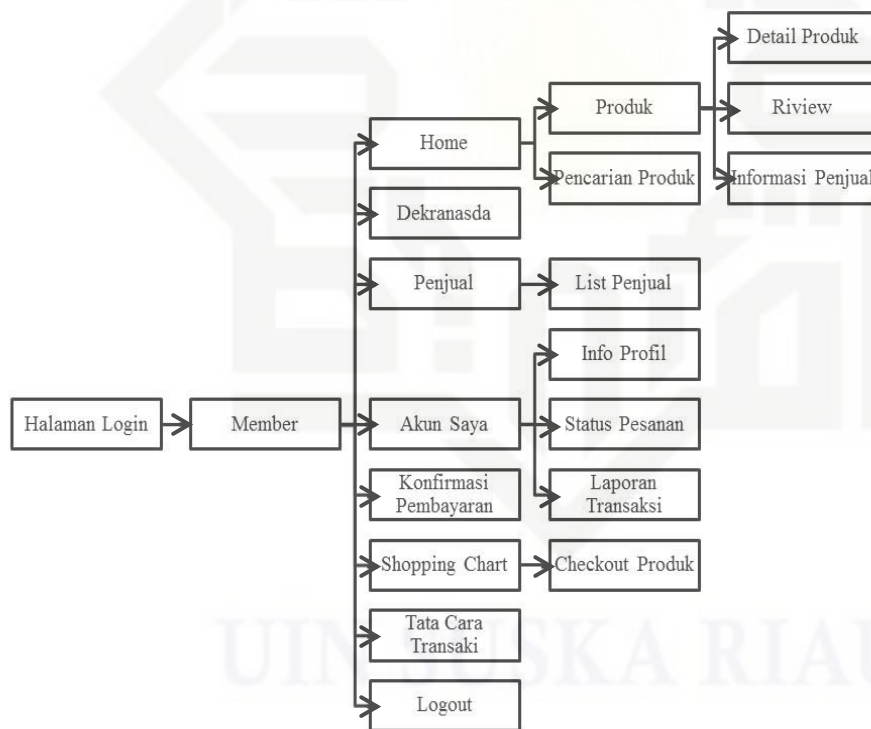 Detail Produk
Produk
Riview
Home
Pencarian Produk
Informasi Penjual
Dekranasda
Penjual
List Penjual
Info Profil
Halaman Login
Member
Akun Saya
Status Pesanan
Konfirmasi
Pembayaran
Laporan
Transaksi
Shopping Chart
Checkout Produk
Tata Cara
Transaki
Logout
UIN SUSKA RIAU